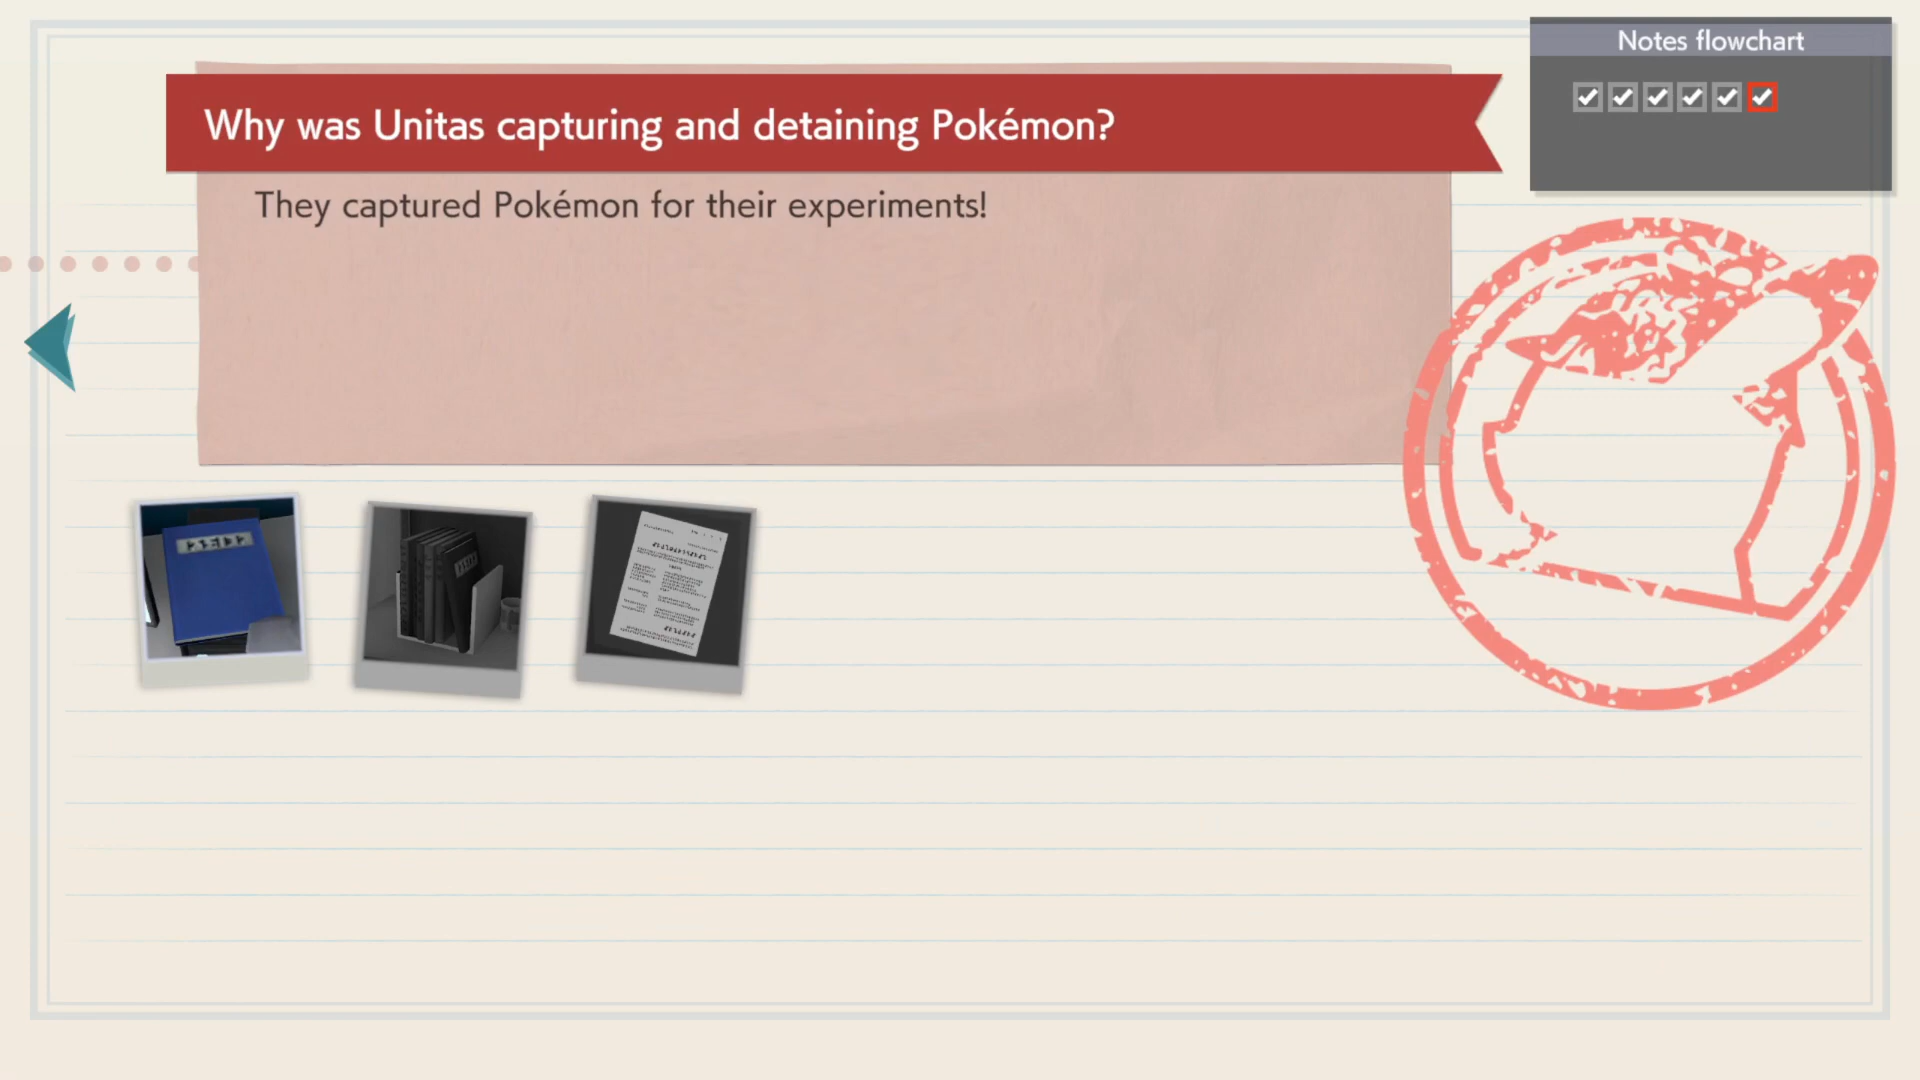 Notes flowchart
Why was Unitas capturing and detaining Pokémon?
They captured Pokémon for their experiments!